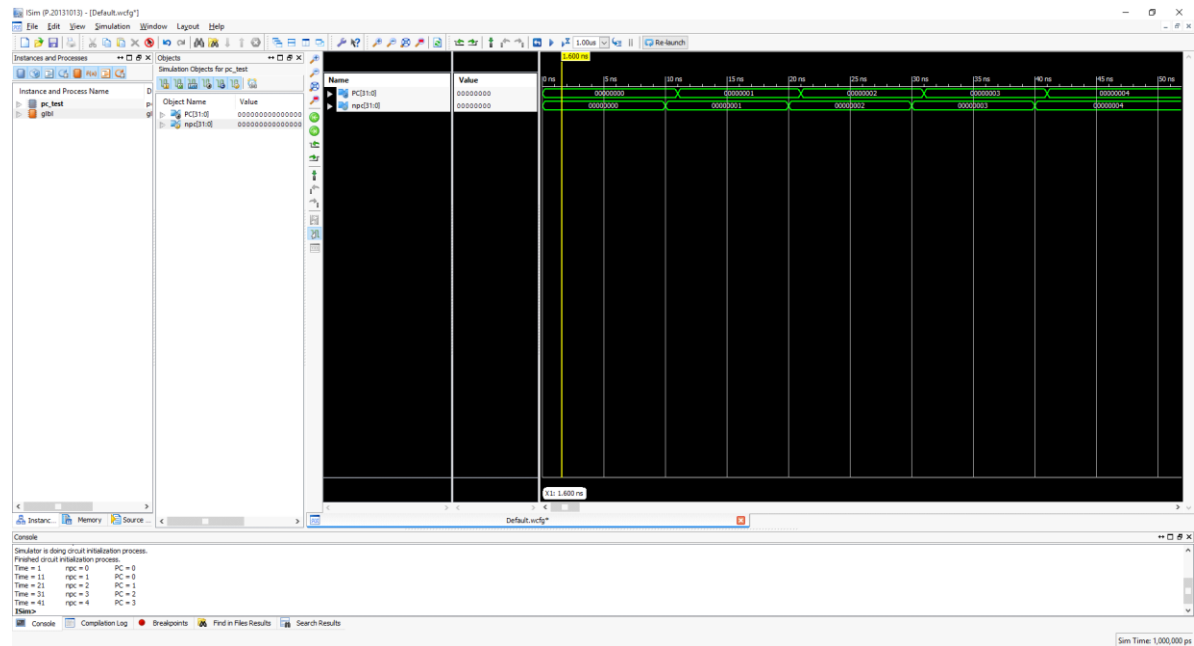 ISim (P.20131013) - [Default.wcfg*]
File Edit View Simulation Window Layout Help
1.00us Re-launch
Instances and Processes
Instance and Process Name D
pc_test p
glbl gl
Instanc... Memory Source ...
Objects
Simulation Objects for pc_test
Object Name Value
PC[31:0] 000000000000000
npc[31:0] 000000000000000
Name Value
PC[31:0] 00000000
npc[31:0] 00000000
1.600 ns
0 ns 5 ns 10 ns 15 ns 20 ns 25 ns 30 ns 35 ns 40 ns 45 ns 50 ns
00000000 00000001 00000002 00000003 00000004
00000000 00000001 00000002 00000003 00000004
X1: 1.600 ns
Default.wcfg*
Console
Simulator is doing circuit initialization process.
Finished circuit initialization process.
Time = 1 npc = 0 PC = 0
Time = 11 npc = 1 PC = 0
Time = 21 npc = 2 PC = 1
Time = 31 npc = 3 PC = 2
Time = 41 npc = 4 PC = 3
ISim>
Console Compilation Log Breakpoints Find in Files Results Search Results
Sim Time: 1,000,000 ps